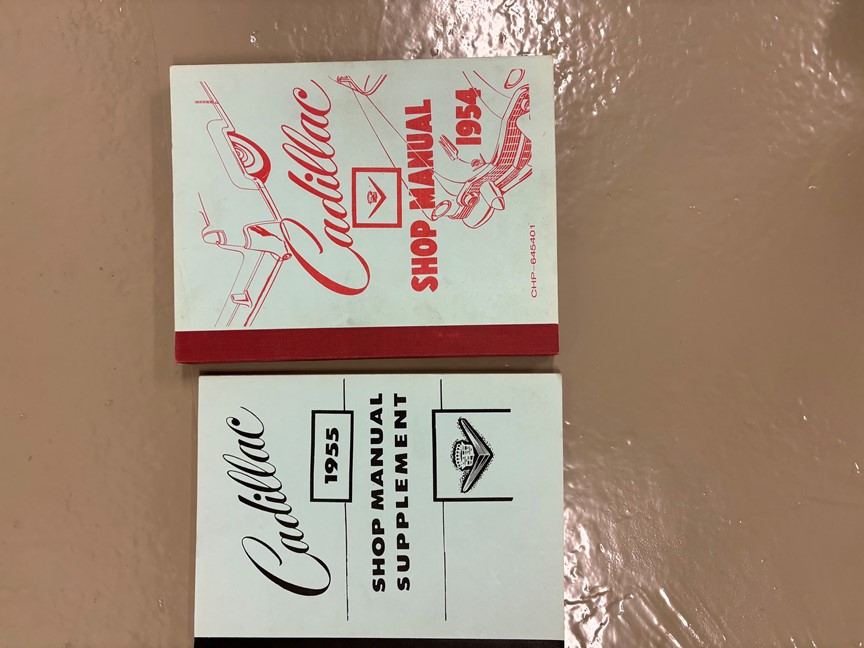 Cadillac
SHOP MANUAL
1954
CHP-645401
Cadillac
1955
SHOP MANUAL
SUPPLEMENT